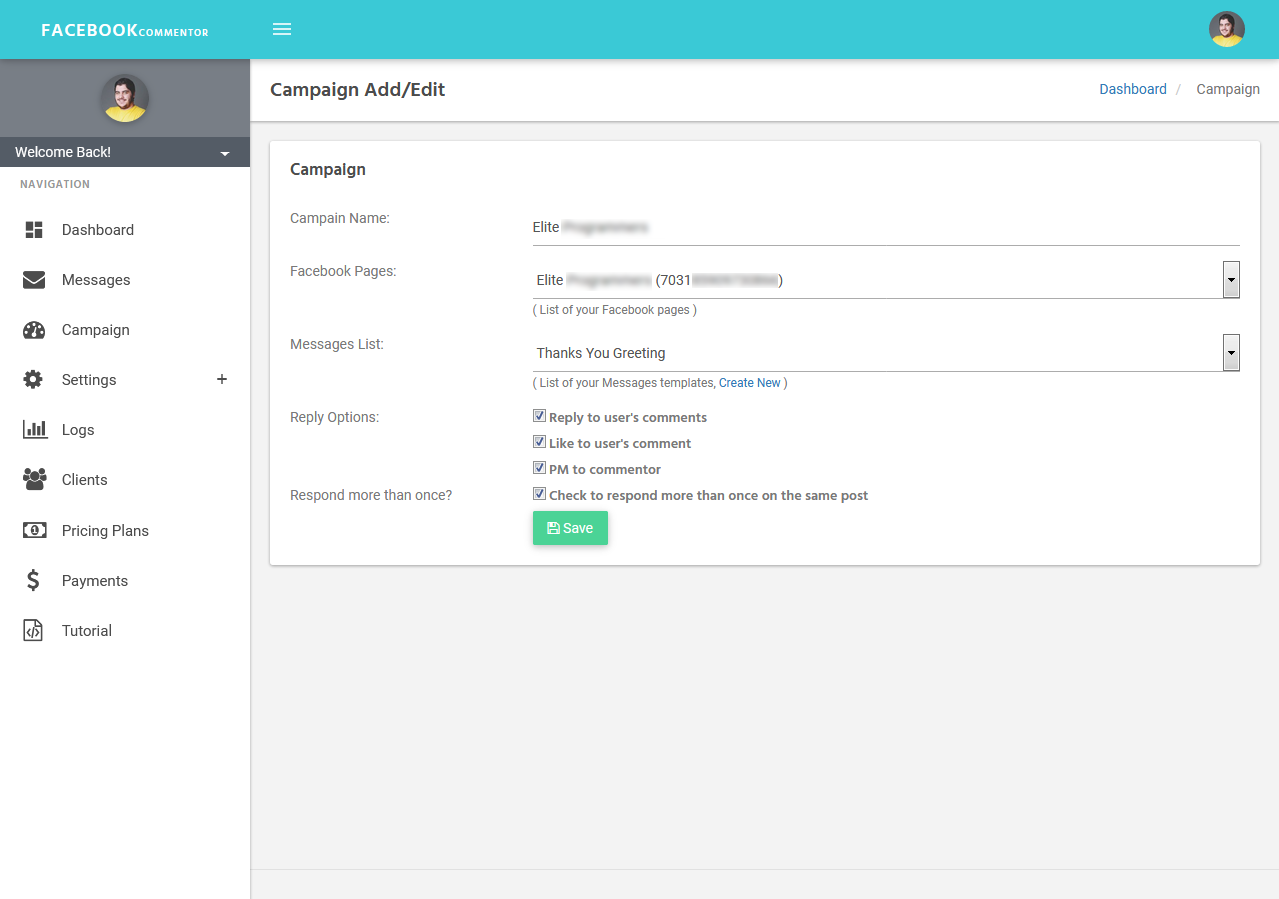 FACEBOOKCOMMENTOR
Welcome Back!
NAVIGATION
Dashboard
Messages
Campaign
Settings +
Logs
Clients
Pricing Plans
Payments
Tutorial
Campaign Add/Edit
Dashboard / Campaign
Campaign
Campain Name: Elite
Facebook Pages: Elite (7031 )
( List of your Facebook pages )
Messages List: Thanks You Greeting
( List of your Messages templates, Create New )
Reply Options: Reply to user's comments
Like to user's comment
PM to commentor
Respond more than once? Check to respond more than once on the same post
Save